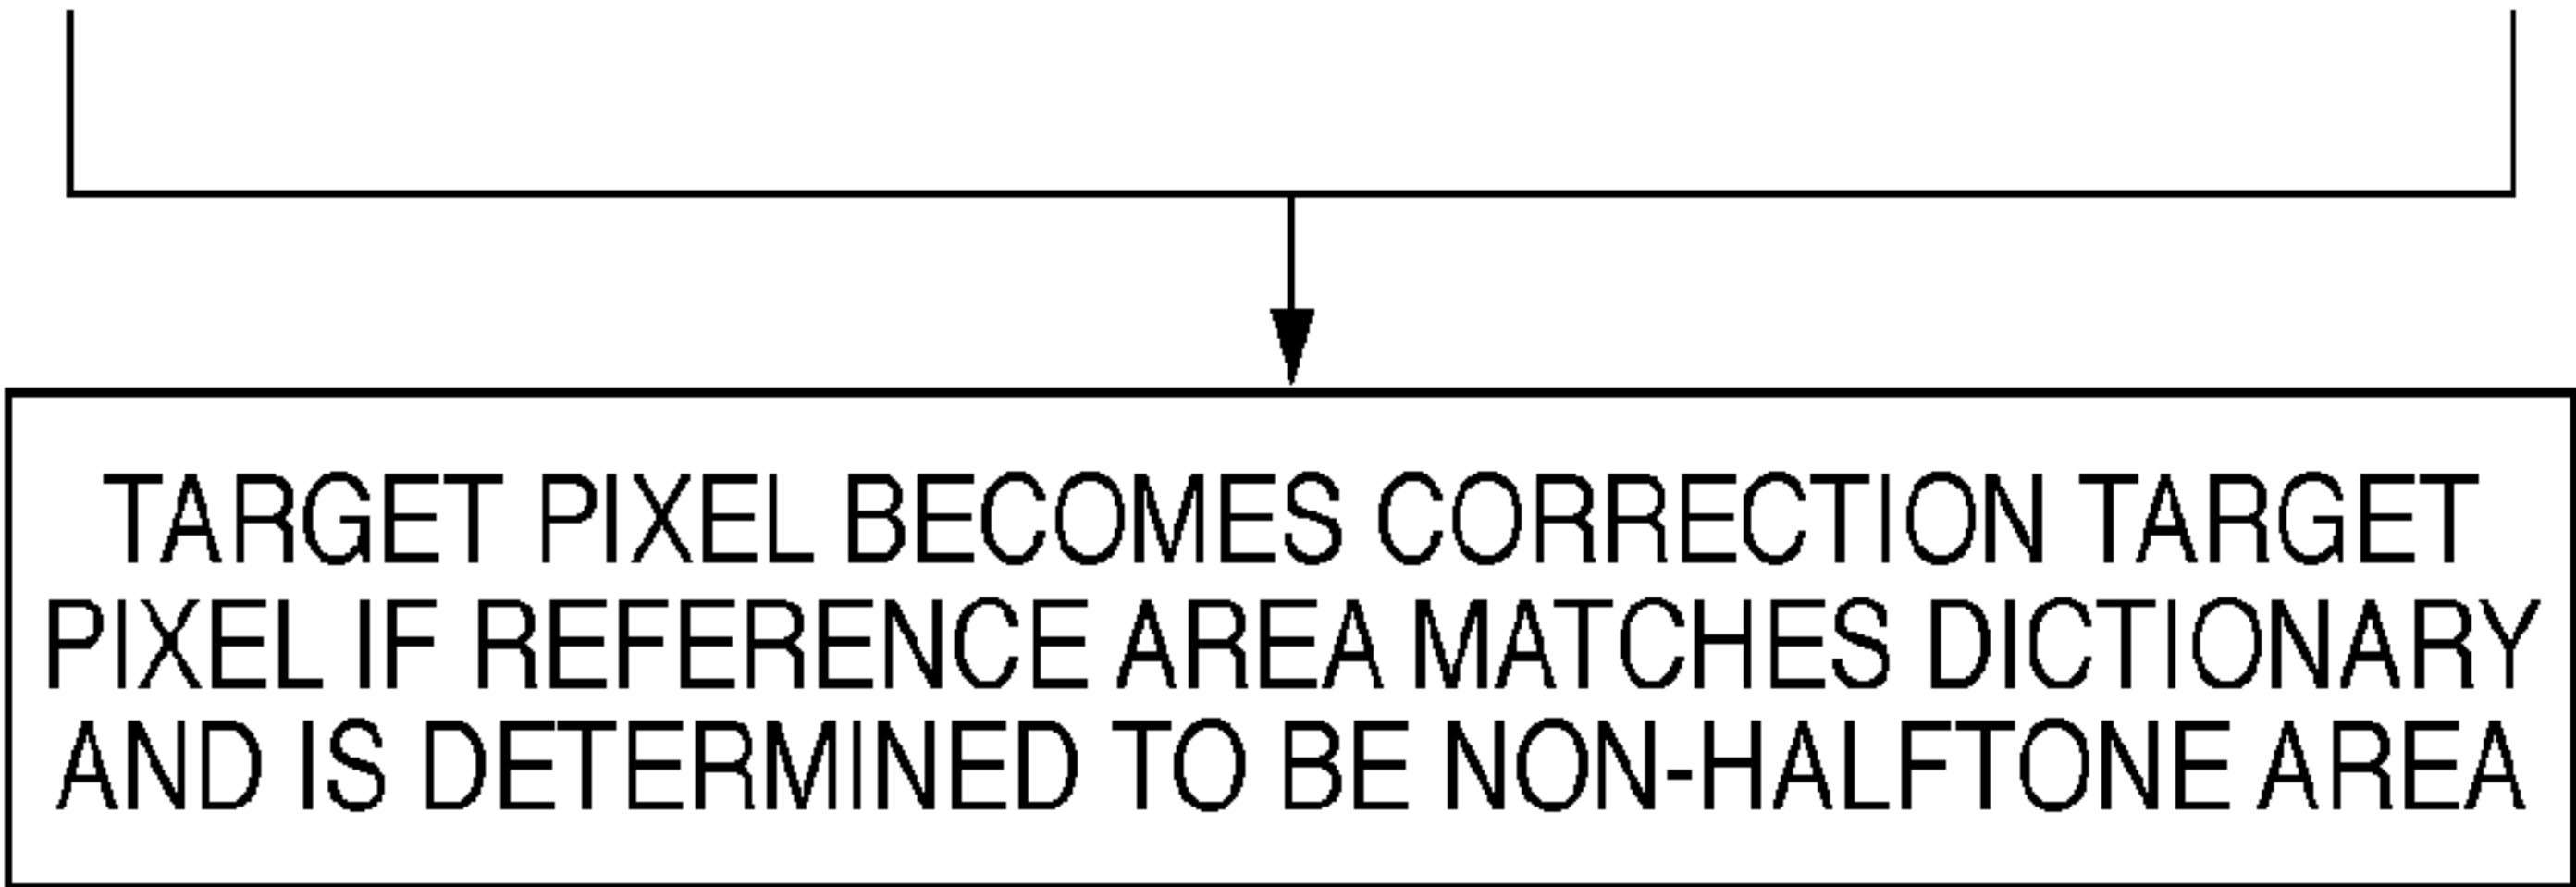 TARGET PIXEL BECOMES CORRECTION TARGET
PIXEL IF REFERENCE AREA MATCHES DICTIONARY
AND IS DETERMINED TO BE NON-HALFTONE AREA